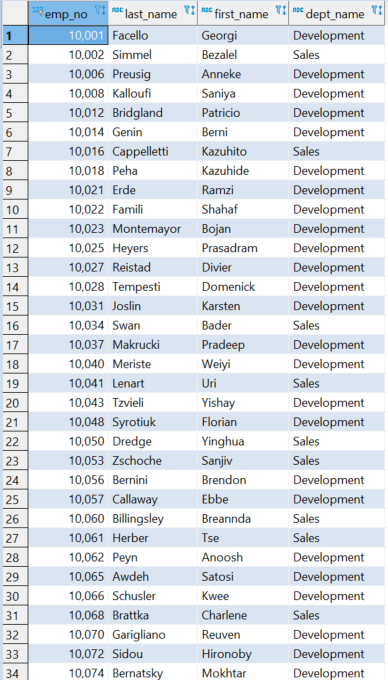 123 emp_no ABC last_name ABC first_name ABC dept_name
1 10,001 Facello Georgi Development
2 10,002 Simmel Bezalel Sales
3 10,006 Preusig Anneke Development
4 10,008 Kalloufi Saniya Development
5 10,012 Bridgland Patricio Development
6 10,014 Genin Berni Development
7 10,016 Cappelletti Kazuhito Sales
8 10,018 Peha Kazuhide Development
9 10,021 Erde Ramzi Development
10 10,022 Famili Shahaf Development
11 10,023 Montemayor Bojan Development
12 10,025 Heyers Prasadram Development
13 10,027 Reistad Divier Development
14 10,028 Tempesti Domenick Development
15 10,031 Joslin Karsten Development
16 10,034 Swan Bader Sales
17 10,037 Makrucki Pradeep Development
18 10,040 Meriste Weiyi Development
19 10,041 Lenart Uri Sales
20 10,043 Tzvieli Yishay Development
21 10,048 Syrotiuk Florian Development
22 10,050 Dredge Yinghua Sales
23 10,053 Zschoche Sanjiv Sales
24 10,056 Bernini Brendon Development
25 10,057 Callaway Ebbe Development
26 10,060 Billingsley Breannda Sales
27 10,061 Herber Tse Sales
28 10,062 Peyn Anoosh Development
29 10,065 Awdeh Satosi Development
30 10,066 Schusler Kwee Development
31 10,068 Brattka Charlene Sales
32 10,070 Garigliano Reuven Development
33 10,072 Sidou Hironoby Development
34 10,074 Bernatsky Mokhtar Development